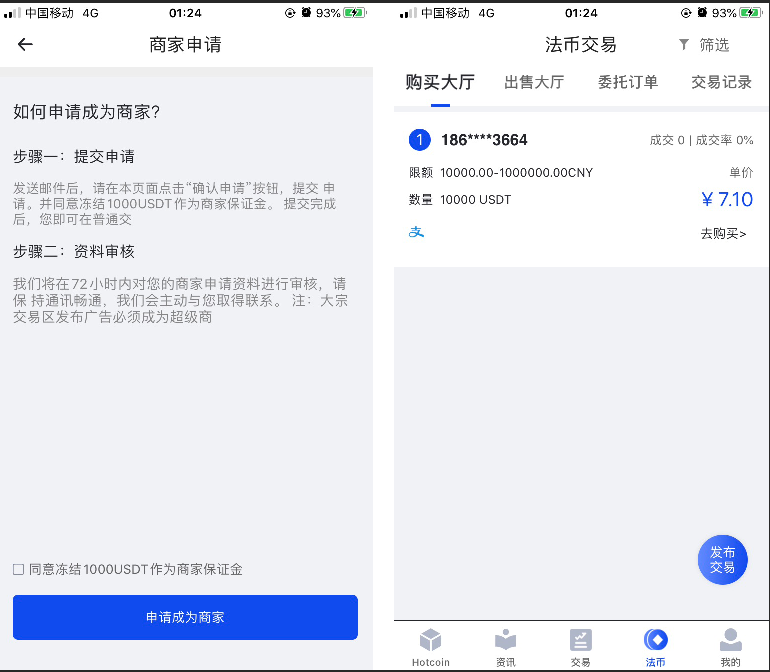 中国移动 4G 01:24 93%
商家申请
如何申请成为商家?
步骤一：提交申请
发送邮件后，请在本页面点击“确认申请”按钮，提交 申
请。并同意冻结1000USDT作为商家保证金。 提交完成
后，您即可在普通交
步骤二：资料审核
我们将在72小时内对您的商家申请资料进行审核，请
保 持通讯畅通，我们会主动与您取得联系。 注：大宗
交易区发布广告必须成为超级商
同意冻结1000USDT作为商家保证金
申请成为商家
中国移动 4G 01:24 93%
法币交易 筛选
购买大厅 出售大厅 委托订单 交易记录
1 186****3664 成交 0 | 成交率 0%
限额 10000.00-1000000.00CNY 单价
数量 10000 USDT ¥ 7.10
支 去购买>
发布
交易
Hotcoin 资讯 交易 法币 我的